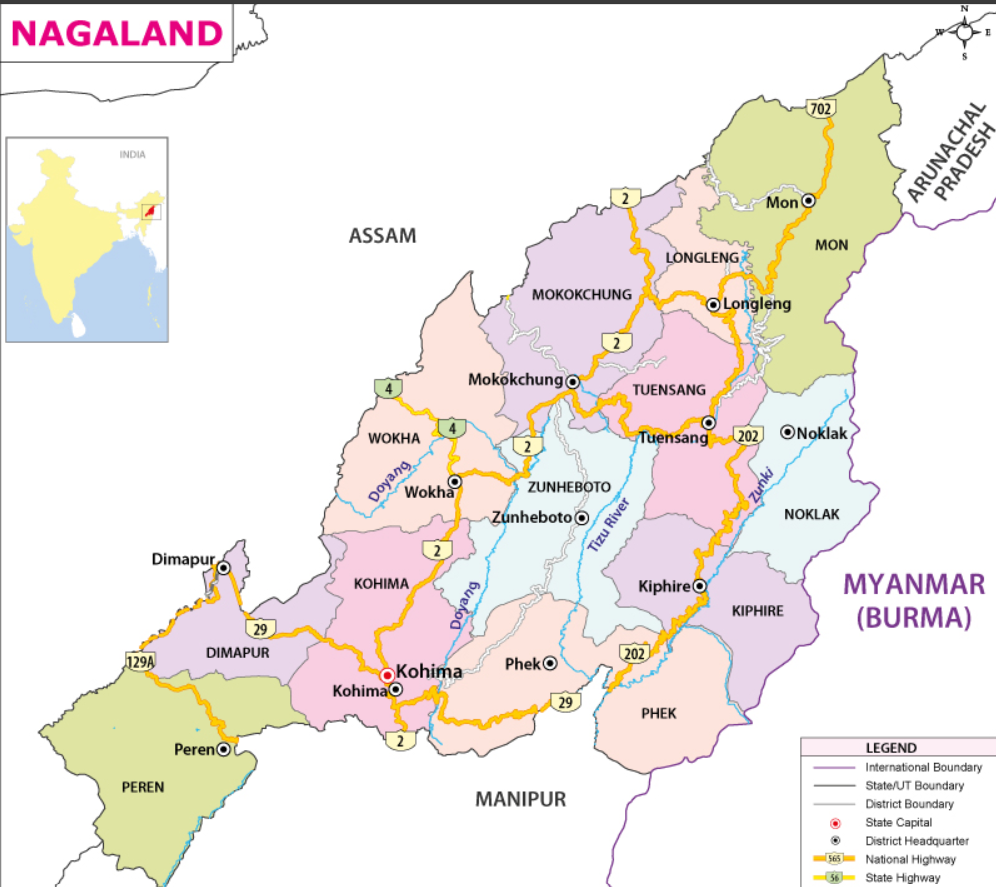 NAGALAND
N
W
E
S
INDIA
702
ARUNACHAL
PRADESH
Mon
2
ASSAM
MON
LONGLENG
MOKOKCHUNG
Longleng
2
Mokokchung
4
TUENSANG
Tuensang
202
Noklak
WOKHA
4
2
Doyang
Wokha
ZUNHEBOTO
Zunheboto
Tizu River
Zunki
NOKLAK
2
Dimapur
KOHIMA
Doyang
Kiphire
KIPHIRE
MYANMAR
(BURMA)
29
DIMAPUR
129A
Kohima
Kohima
Phek
202
29
PHEK
2
Peren
PEREN
MANIPUR
LEGEND
International Boundary
State/UT Boundary
District Boundary
State Capital
District Headquarter
565 National Highway
56 State Highway